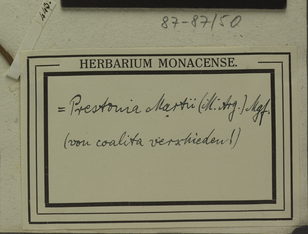 87-87/50
HERBARIUM MONACENSE.
= Prestonia Martii (M. Arg.) Mgf.
(von coalita verschieden!)